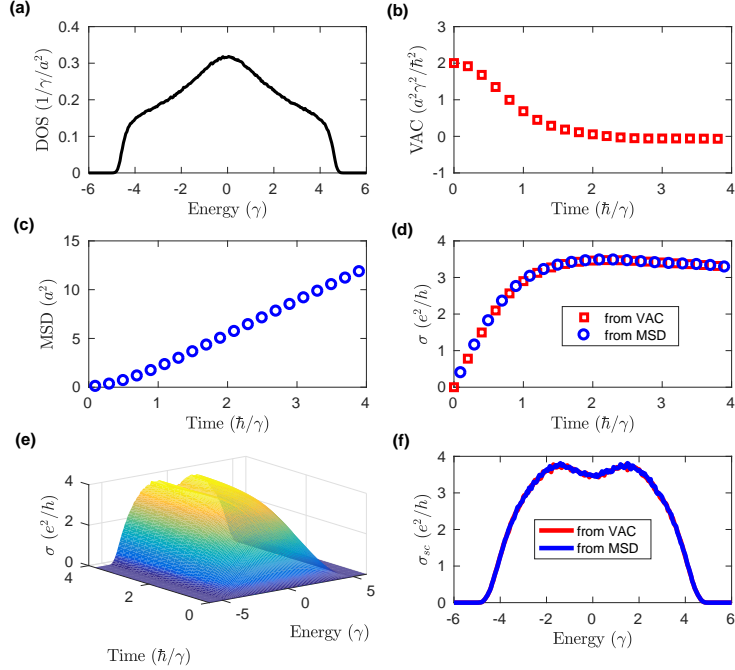 (a)
0.4
0.3
0.2
0.1
0
DOS (1/γ/a²)
-6 -4 -2 0 2 4 6
Energy (γ)
(b)
3
2
1
0
-1
VAC (a²γ²/ħ²)
0 1 2 3 4
Time (ħ/γ)
(c)
15
10
5
0
MSD (a²)
0 1 2 3 4
Time (ħ/γ)
(d)
4
3
2
1
0
σ (e²/h)
from VAC
from MSD
0 1 2 3 4
Time (ħ/γ)
(e)
4
2
0
σ (e²/h)
4
2
0
Time (ħ/γ)
-5 0 5
Energy (γ)
(f)
4
3
2
1
0
σsc (e²/h)
from VAC
from MSD
-6 -4 -2 0 2 4 6
Energy (γ)